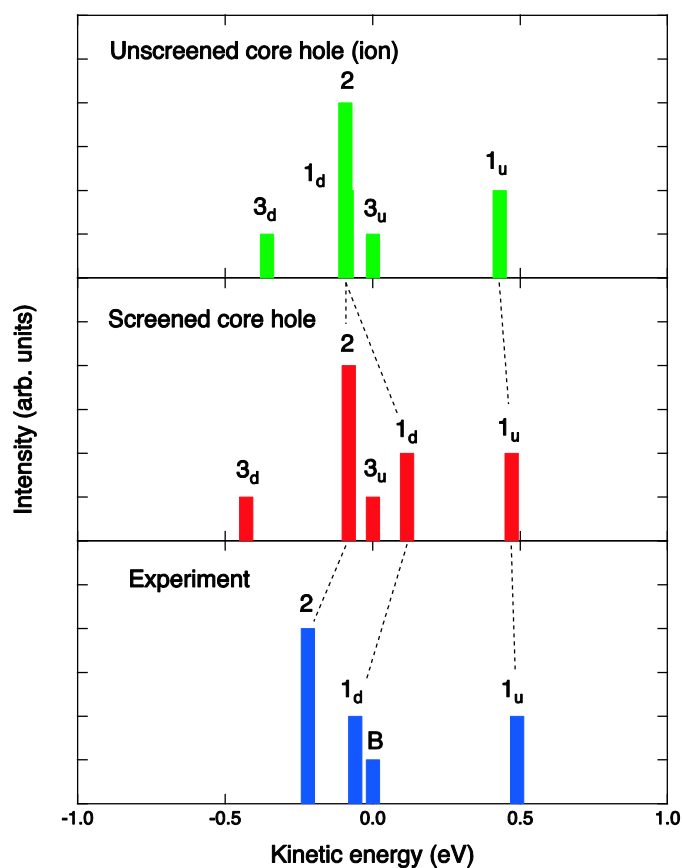 Unscreened core hole (ion)
2
1d
1u
3d
3u
Screened core hole
2
1d
1u
3d
3u
Experiment
2
1d
1u
B
-1.0 -0.5 0.0 0.5 1.0
Kinetic energy (eV)
Intensity (arb. units)